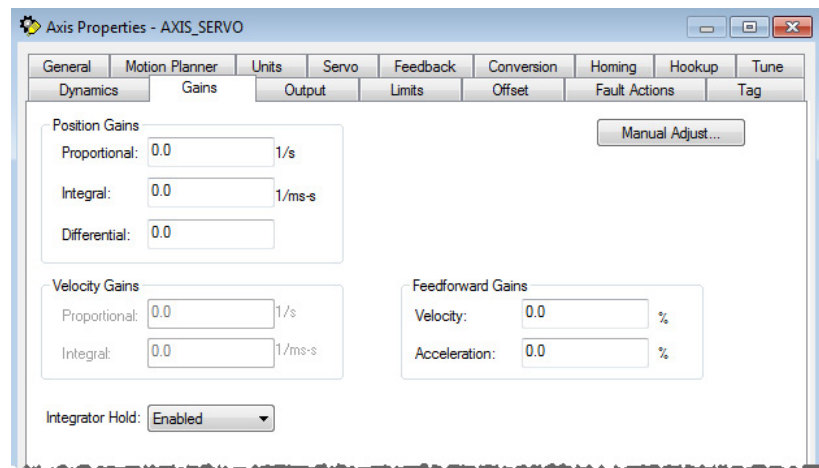 Axis Properties - AXIS_SERVO
General Motion Planner Units Servo Feedback Conversion Homing Hookup Tune
Dynamics Gains Output Limits Offset Fault Actions Tag
Position Gains
Manual Adjust...
Proportional: 0.0 1/s
Integral: 0.0 1/ms-s
Differential: 0.0
Velocity Gains
Proportional: 0.0 1/s
Integral: 0.0 1/ms-s
Feedforward Gains
Velocity: 0.0 %
Acceleration: 0.0 %
Integrator Hold: Enabled